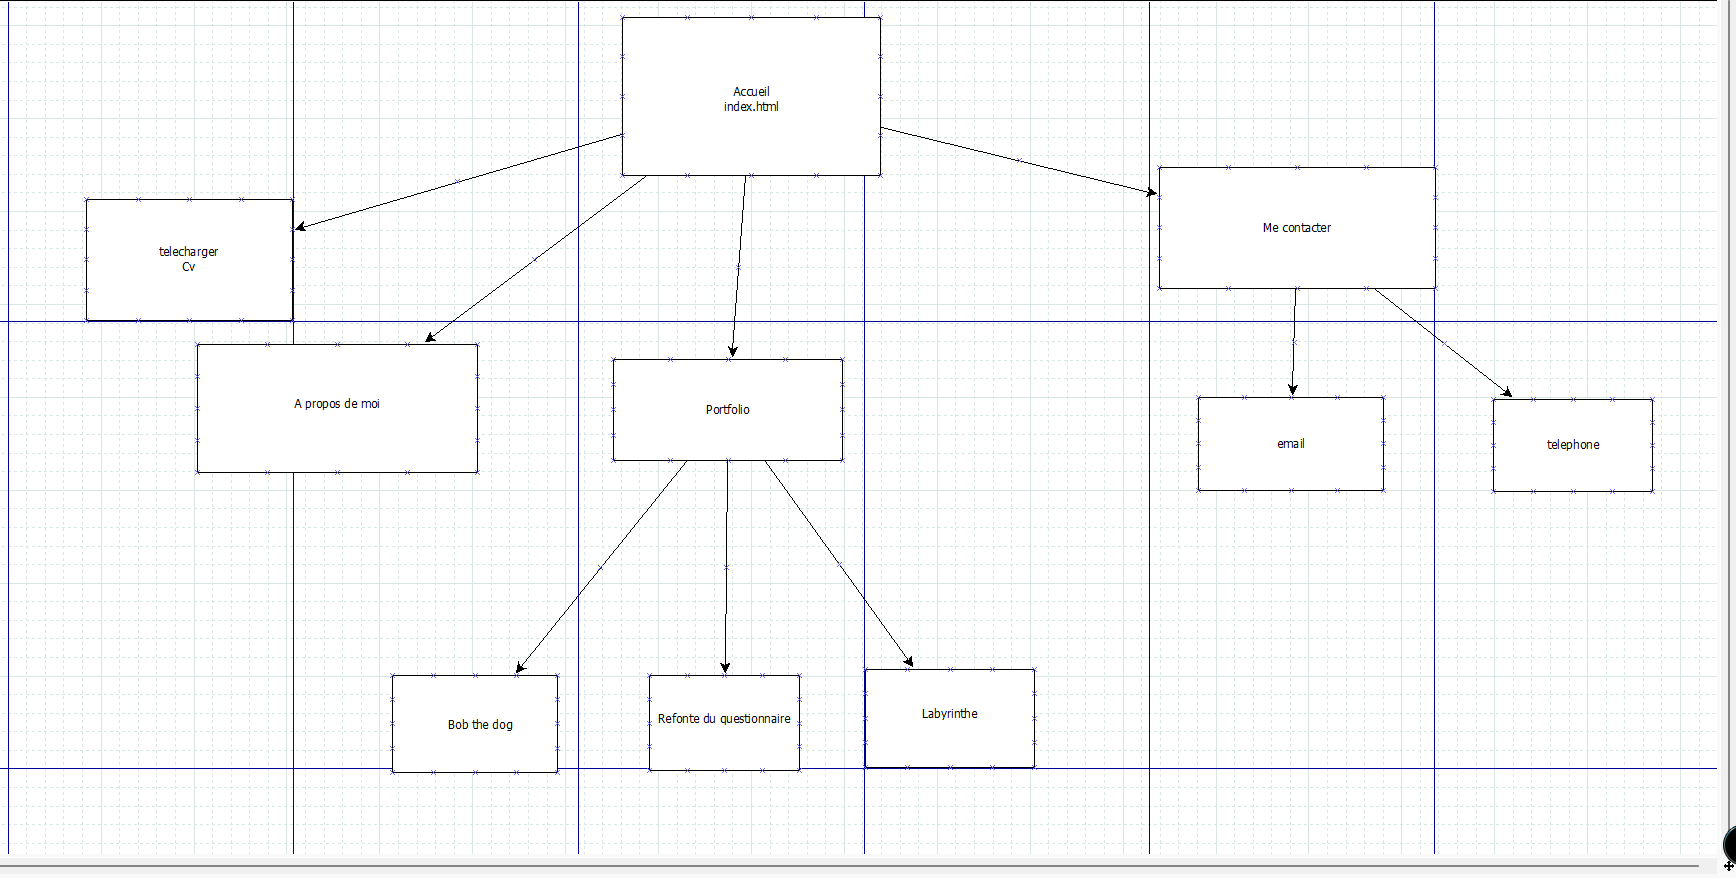 Accueil
index.html
telecharger
Cv
Me contacter
A propos de moi
Portfolio
email
telephone
Bob the dog
Refonte du questionnaire
Labyrinthe